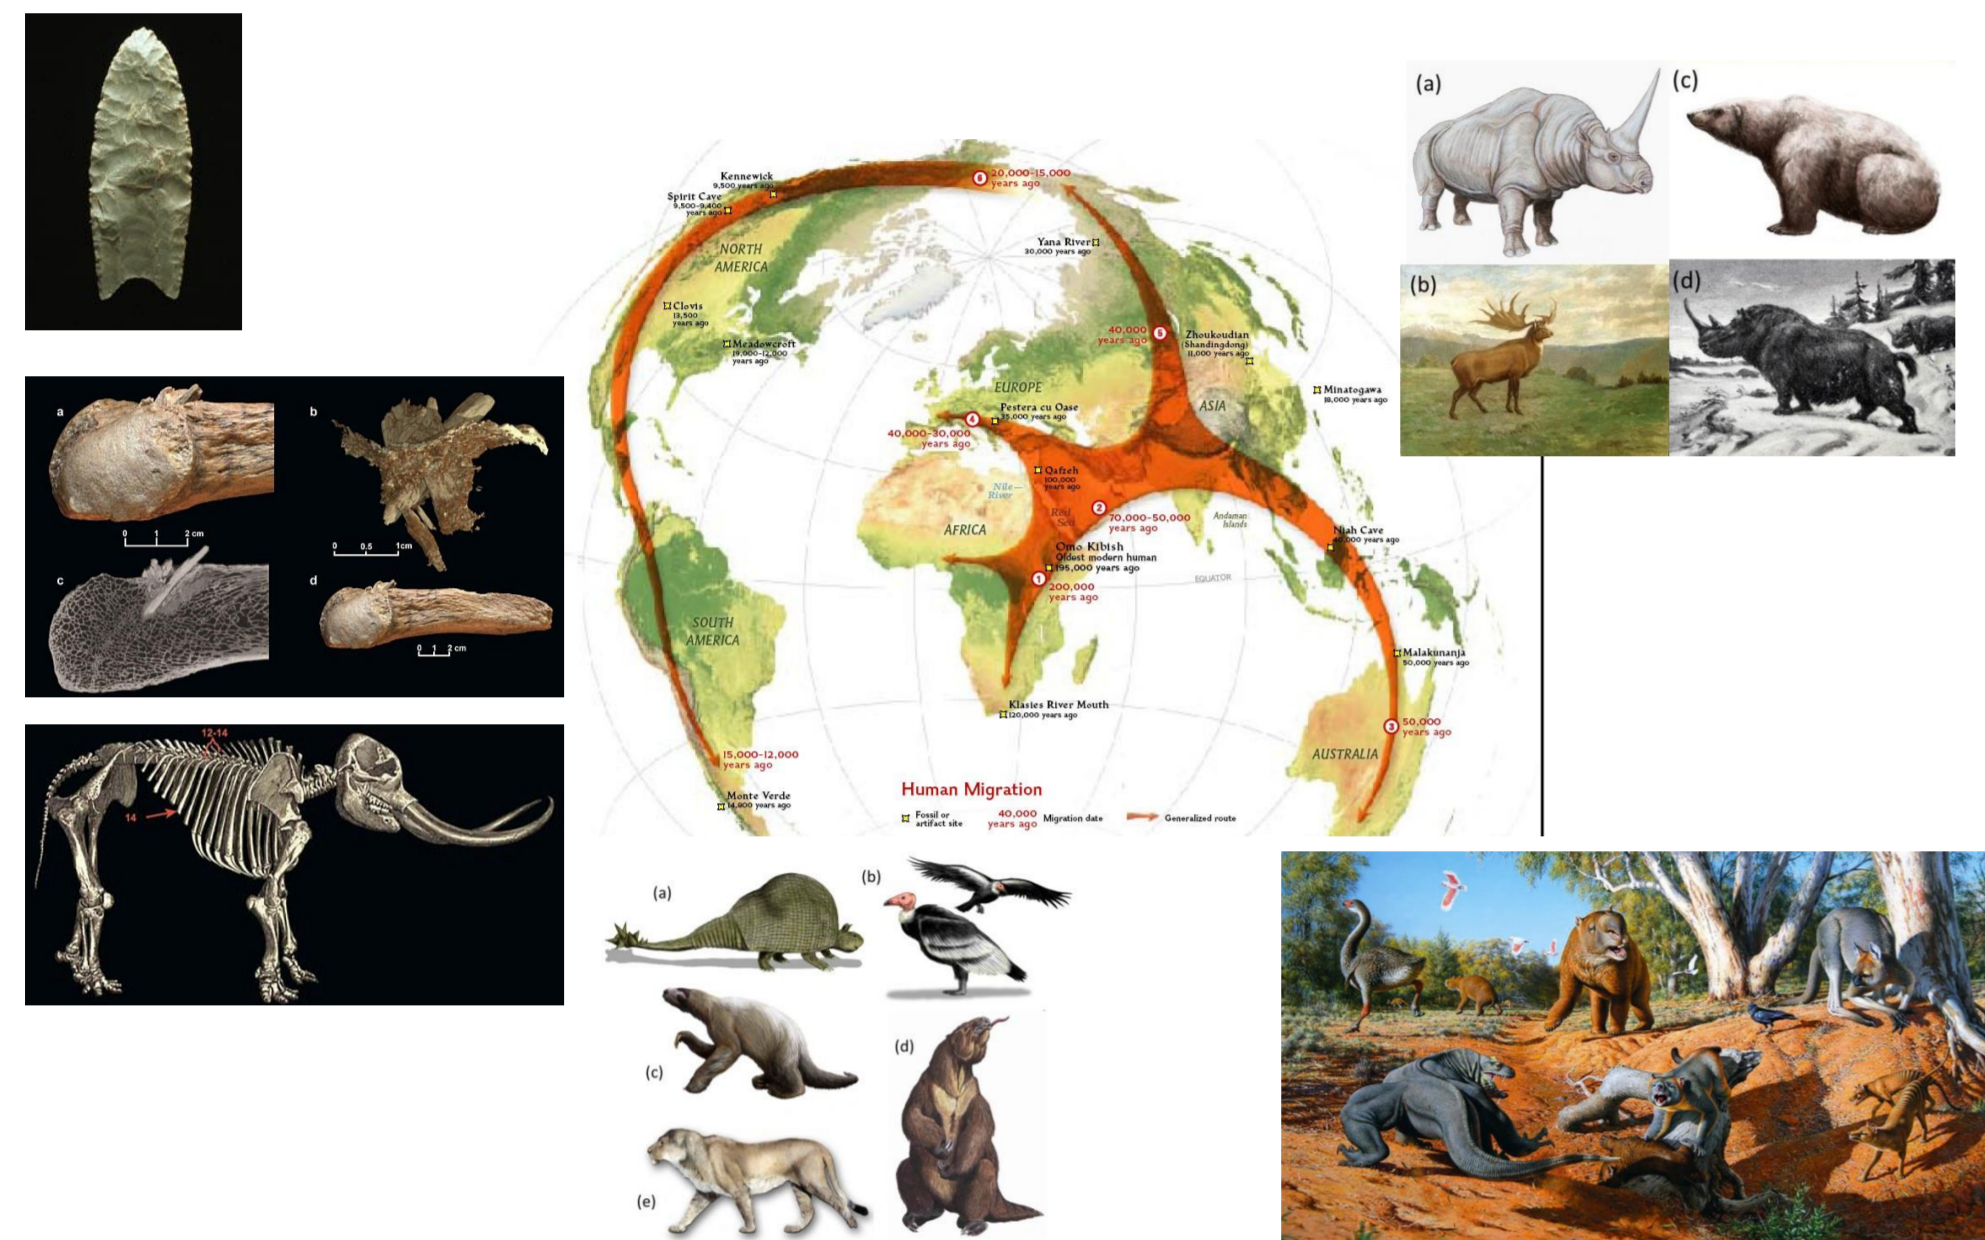 a
b
0 1 2 cm
0 0.5 1cm
c
d
0 1 2 cm
12-14
14
Kennewick
9,500 years ago
Spirit Cave
9,500-9,400
years ago
NORTH
AMERICA
Clovis
13,500
years ago
Meadowcroft
19,000-12,000
years ago
6
20,000-15,000
years ago
Yana River
30,000 years ago
40,000
years ago
5
Zhoukoudian
(Shandingdong)
11,000 years ago
Minatogawa
18,000 years ago
EUROPE
ASIA
Pestera cu Oase
35,000 years ago
4
40,000-30,000
years ago
Qafzeh
100,000
years ago
Nile
River
Red
Sea
2
70,000-50,000
years ago
Andaman
Islands
AFRICA
Omo Kibish
Oldest modern human
195,000 years ago
1
200,000
years ago
EQUATOR
Niah Cave
40,000 years ago
SOUTH
AMERICA
Malakunanja
50,000 years ago
Klasies River Mouth
120,000 years ago
3
50,000
years ago
AUSTRALIA
15,000-12,000
years ago
Monte Verde
14,800 years ago
Human Migration
Fossil or
artifact site
40,000
years ago
Migration date
Generalized route
(a)
(c)
(b)
(d)
(a)
(b)
(c)
(d)
(e)